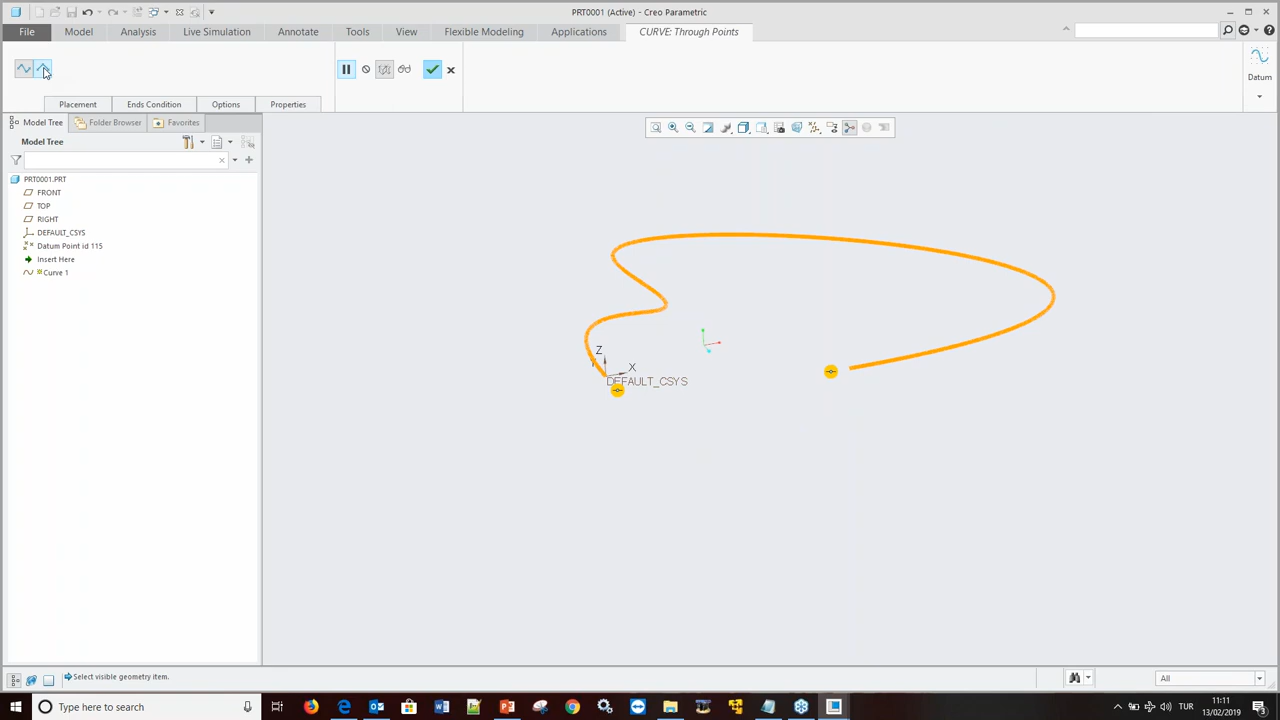 PRT0001 (Active) - Creo Parametric
File Model Analysis Live Simulation Annotate Tools View Flexible Modeling Applications CURVE: Through Points
Datum
Placement Ends Condition Options Properties
Model Tree Folder Browser Favorites
Model Tree
PRT0001.PRT
FRONT
TOP
RIGHT
DEFAULT_CSYS
Datum Point id 115
Insert Here
Curve 1
Z
X
DEFAULT_CSYS
Select visible geometry item.
All
Type here to search
TUR
11:11
13/02/2019